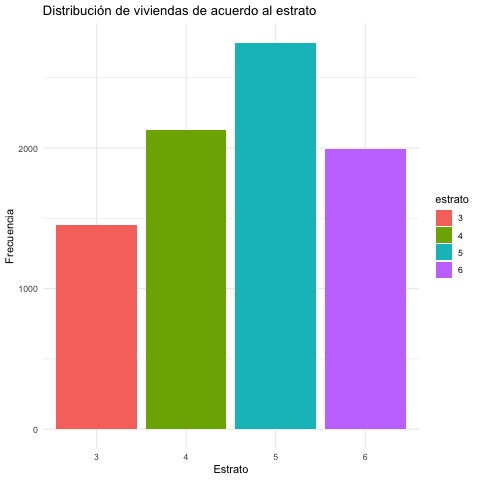 Distribución de viviendas de acuerdo al estrato
Frecuencia
2000
1000
0
3 4 5 6
Estrato
estrato
3
4
5
6